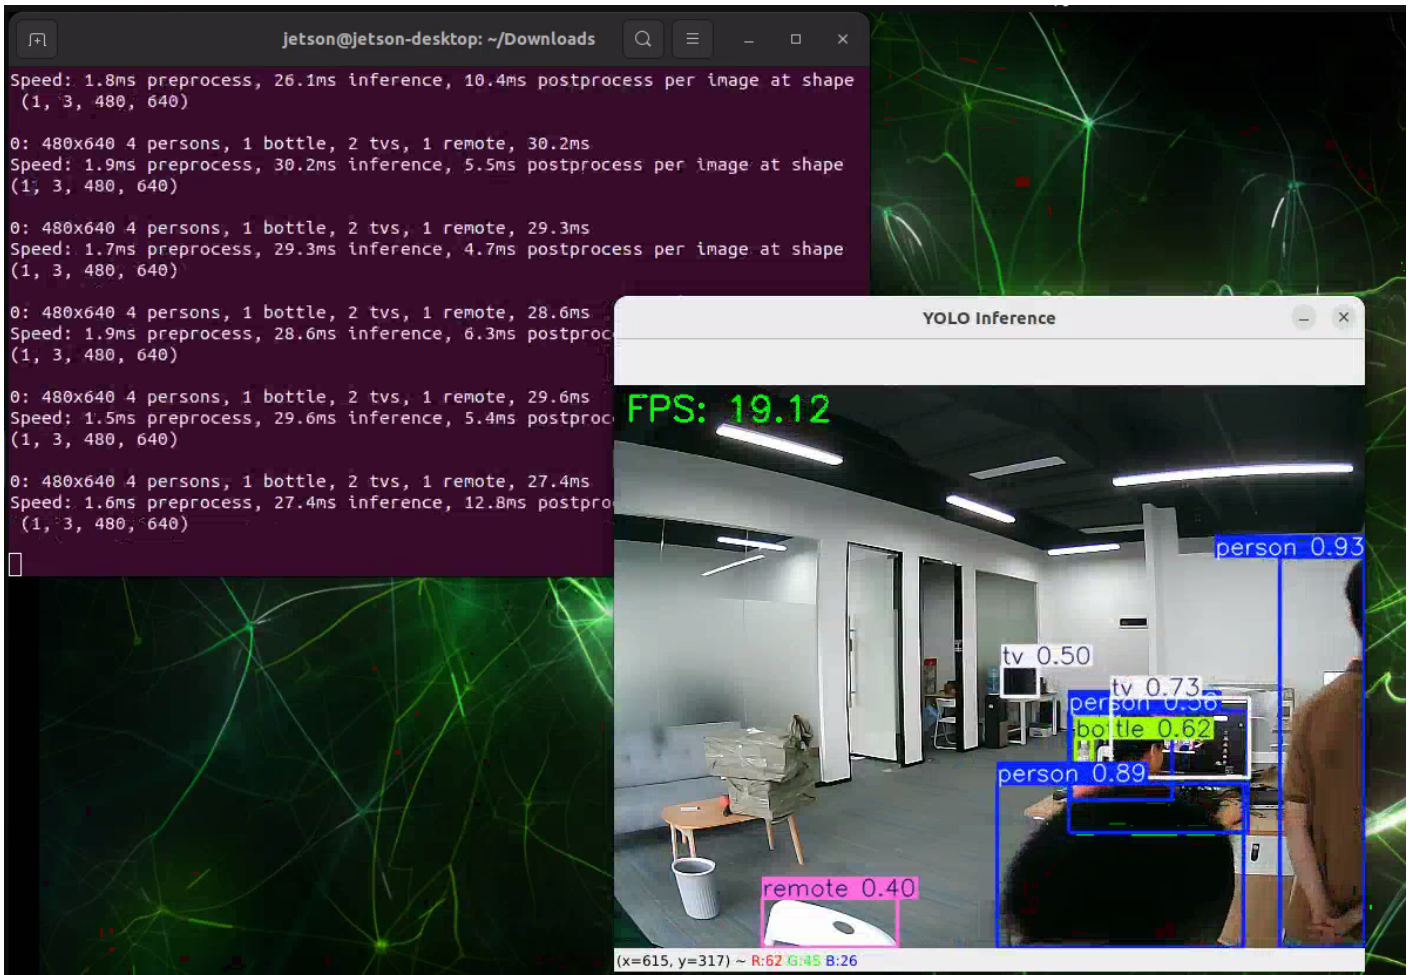 jetson@jetson-desktop: ~/Downloads
Speed: 1.8ms preprocess, 26.1ms inference, 10.4ms postprocess per image at shape
(1, 3, 480, 640)
0: 480x640 4 persons, 1 bottle, 2 tvs, 1 remote, 30.2ms
Speed: 1.9ms preprocess, 30.2ms inference, 5.5ms postprocess per image at shape
(1, 3, 480, 640)
0: 480x640 4 persons, 1 bottle, 2 tvs, 1 remote, 29.3ms
Speed: 1.7ms preprocess, 29.3ms inference, 4.7ms postprocess per image at shape
(1, 3, 480, 640)
0: 480x640 4 persons, 1 bottle, 2 tvs, 1 remote, 28.6ms
Speed: 1.9ms preprocess, 28.6ms inference, 6.3ms postproc
(1, 3, 480, 640)
0: 480x640 4 persons, 1 bottle, 2 tvs, 1 remote, 29.6ms
Speed: 1.5ms preprocess, 29.6ms inference, 5.4ms postproc
(1, 3, 480, 640)
0: 480x640 4 persons, 1 bottle, 2 tvs, 1 remote, 27.4ms
Speed: 1.6ms preprocess, 27.4ms inference, 12.8ms postpro
(1, 3, 480, 640)
YOLO Inference
FPS: 19.12
person 0.93
tv 0.50
tv 0.73
person
bottle 0.62
person 0.89
remote 0.40
(x=615, y=317) ~ R:62 G:45 B:26